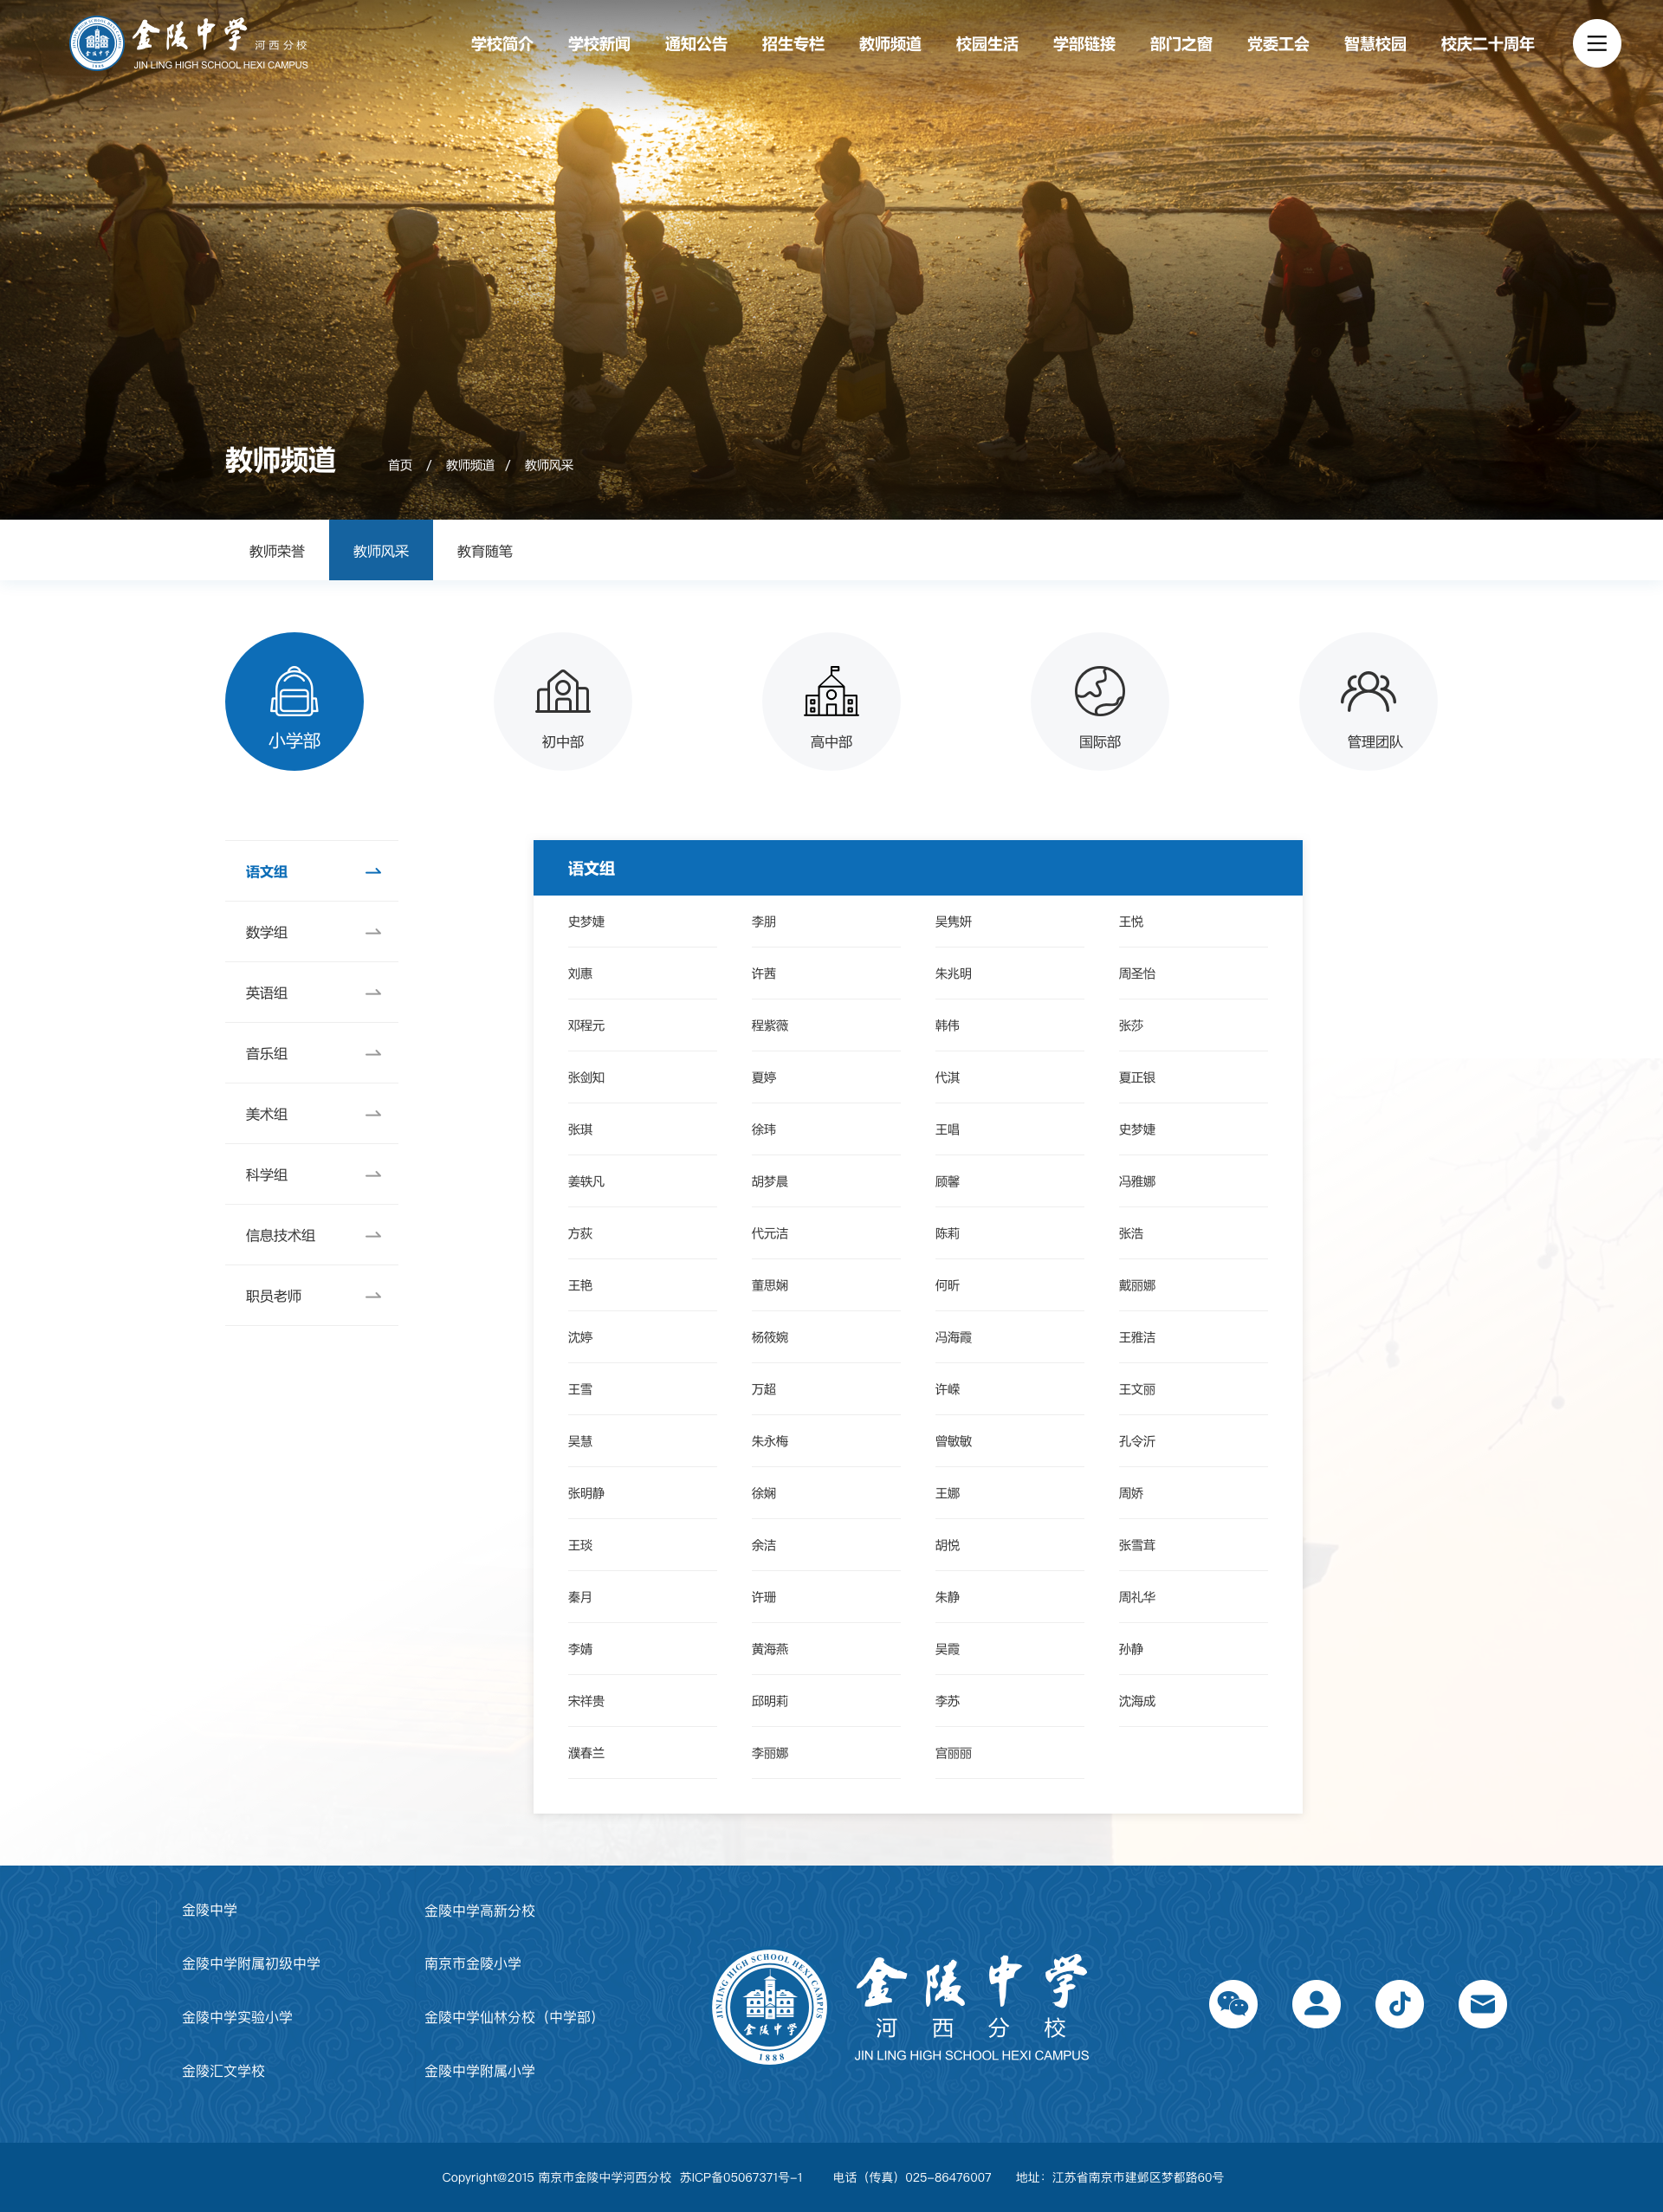 金陵中学 河西分校
JIN LING HIGH SCHOOL HEXI CAMPUS
学校简介 学校新闻 通知公告 招生专栏 教师频道 校园生活 学部链接 部门之窗 党委工会 智慧校园 校庆二十周年
教师频道 首页 / 教师频道 / 教师风采
教师荣誉 教师风采 教育随笔
小学部 初中部 高中部 国际部 管理团队
语文组
数学组
英语组
音乐组
美术组
科学组
信息技术组
职员老师
语文组
史梦婕 李朋 吴隽妍 王悦
刘惠 许茜 朱兆明 周圣怡
邓程元 程紫薇 韩伟 张莎
张剑知 夏婷 代淇 夏正银
张琪 徐玮 王唱 史梦婕
姜轶凡 胡梦晨 顾馨 冯雅娜
方荻 代元洁 陈莉 张浩
王艳 董思娴 何昕 戴丽娜
沈婷 杨筱婉 冯海霞 王雅洁
王雪 万超 许嵘 王文丽
吴慧 朱永梅 曾敏敏 孔令沂
张明静 徐娴 王娜 周娇
王琰 余洁 胡悦 张雪茸
秦月 许珊 朱静 周礼华
李婧 黄海燕 吴霞 孙静
宋祥贵 邱明莉 李苏 沈海成
濮春兰 李丽娜 宫丽丽
金陵中学 金陵中学高新分校
金陵中学附属初级中学 南京市金陵小学
金陵中学实验小学 金陵中学仙林分校（中学部）
金陵汇文学校 金陵中学附属小学
JINLING HIGH SCHOOL HEXI CAMPUS
金陵中学
1888
金陵中学
河西分校
JIN LING HIGH SCHOOL HEXI CAMPUS
Copyright@2015 南京市金陵中学河西分校 苏ICP备05067371号-1 电话（传真）025-86476007 地址：江苏省南京市建邺区梦都路60号